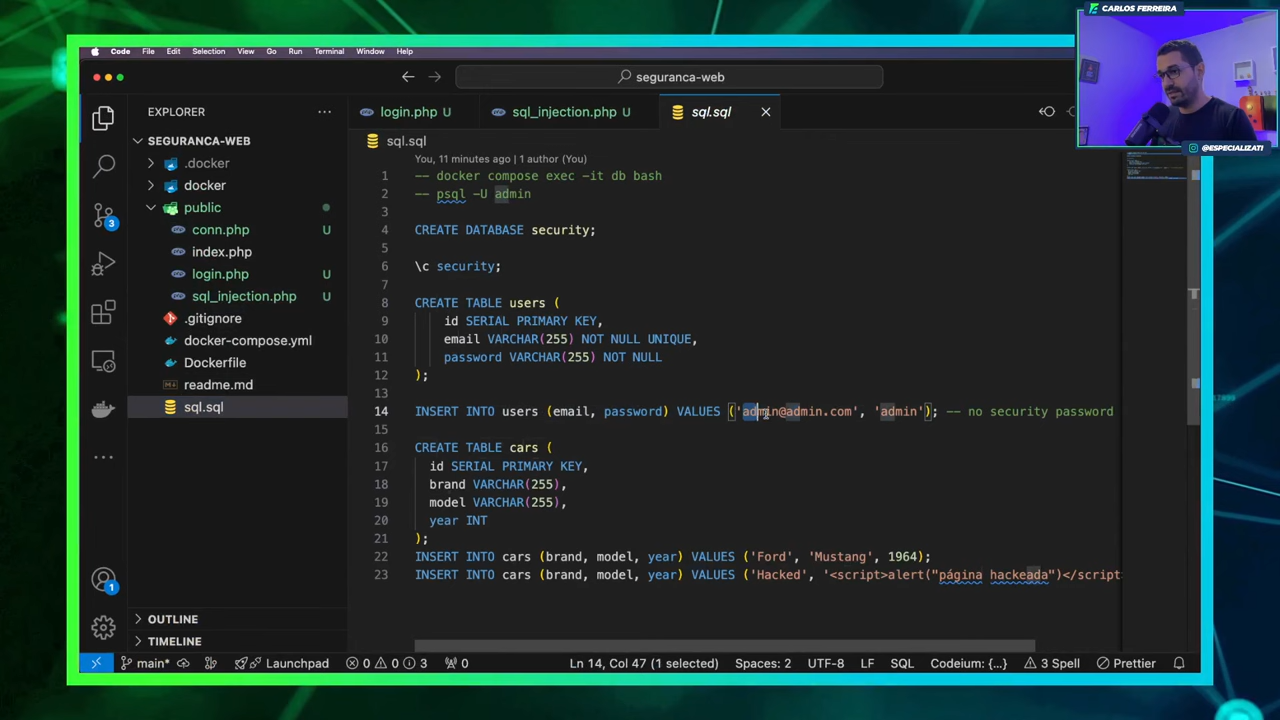 CARLOS FERREIRA
@ESPECIALIZATI
Code File Edit Selection View Go Run Terminal Window Help
seguranca-web
EXPLORER
login.php U
sql_injection.php U
sql.sql
SEGURANCA-WEB
.docker
docker
public
conn.php U
index.php
login.php U
sql_injection.php U
.gitignore
docker-compose.yml
Dockerfile
readme.md
sql.sql
OUTLINE
TIMELINE
3
1
sql.sql
You, 11 minutes ago | 1 author (You)
1 -- docker compose exec -it db bash
2 -- psql -U admin
3
4 CREATE DATABASE security;
5
6 \c security;
7
8 CREATE TABLE users (
9 id SERIAL PRIMARY KEY,
10 email VARCHAR(255) NOT NULL UNIQUE,
11 password VARCHAR(255) NOT NULL
12 );
13
14 INSERT INTO users (email, password) VALUES ('admin@admin.com', 'admin'); -- no security password
15
16 CREATE TABLE cars (
17 id SERIAL PRIMARY KEY,
18 brand VARCHAR(255),
19 model VARCHAR(255),
20 year INT
21 );
22 INSERT INTO cars (brand, model, year) VALUES ('Ford', 'Mustang', 1964);
23 INSERT INTO cars (brand, model, year) VALUES ('Hacked', '<script>alert("página hackeada")</script
main* Launchpad 0 0 3 0 Ln 14, Col 47 (1 selected) Spaces: 2 UTF-8 LF SQL Codeium: {...} 3 Spell Prettier